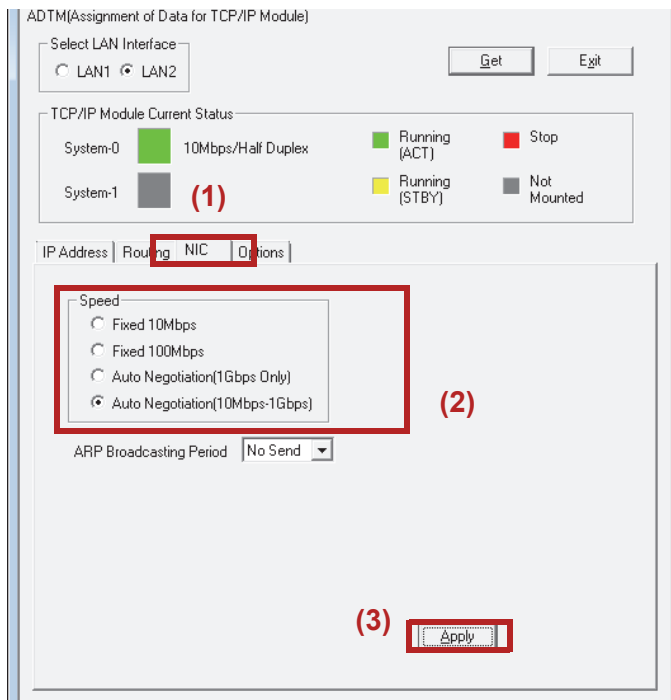 ADTM(Assignment of Data for TCP/IP Module)
Select LAN Interface
LAN1 LAN2
Get Exit
TCP/IP Module Current Status
System-0 10Mbps/Half Duplex
Running (ACT)
Stop
System-1
Running (STBY)
Not Mounted
(1)
IP Address Routing NIC Options
Speed
Fixed 10Mbps
Fixed 100Mbps
Auto Negotiation(1Gbps Only)
Auto Negotiation(10Mbps-1Gbps)
(2)
ARP Broadcasting Period No Send
(3)
Apply